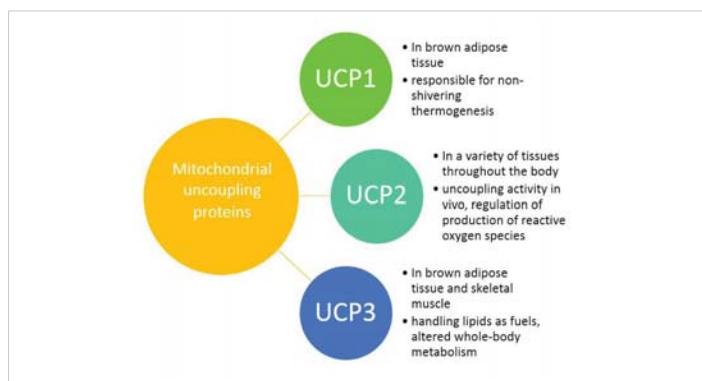 Mitochondrial
uncoupling
proteins
UCP1
• In brown adipose
tissue
• responsible for non-
shivering
thermogenesis
UCP2
• In a variety of tissues
throughout the body
• uncoupling activity in
vivo, regulation of
production of reactive
oxygen species
UCP3
• In brown adipose
tissue and skeletal
muscle
• handling lipids as fuels,
altered whole-body
metabolism